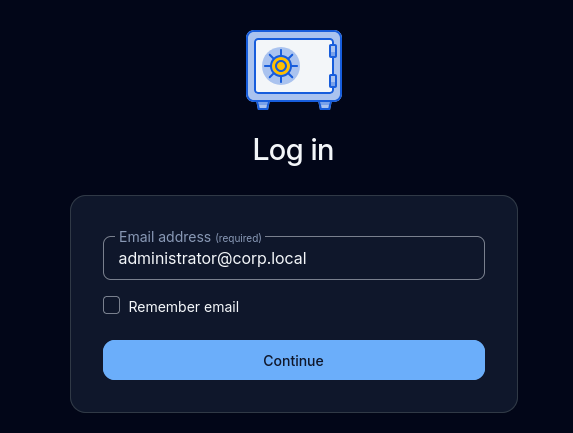 Log in
Email address (required)
administrator@corp.local
Remember email
Continue